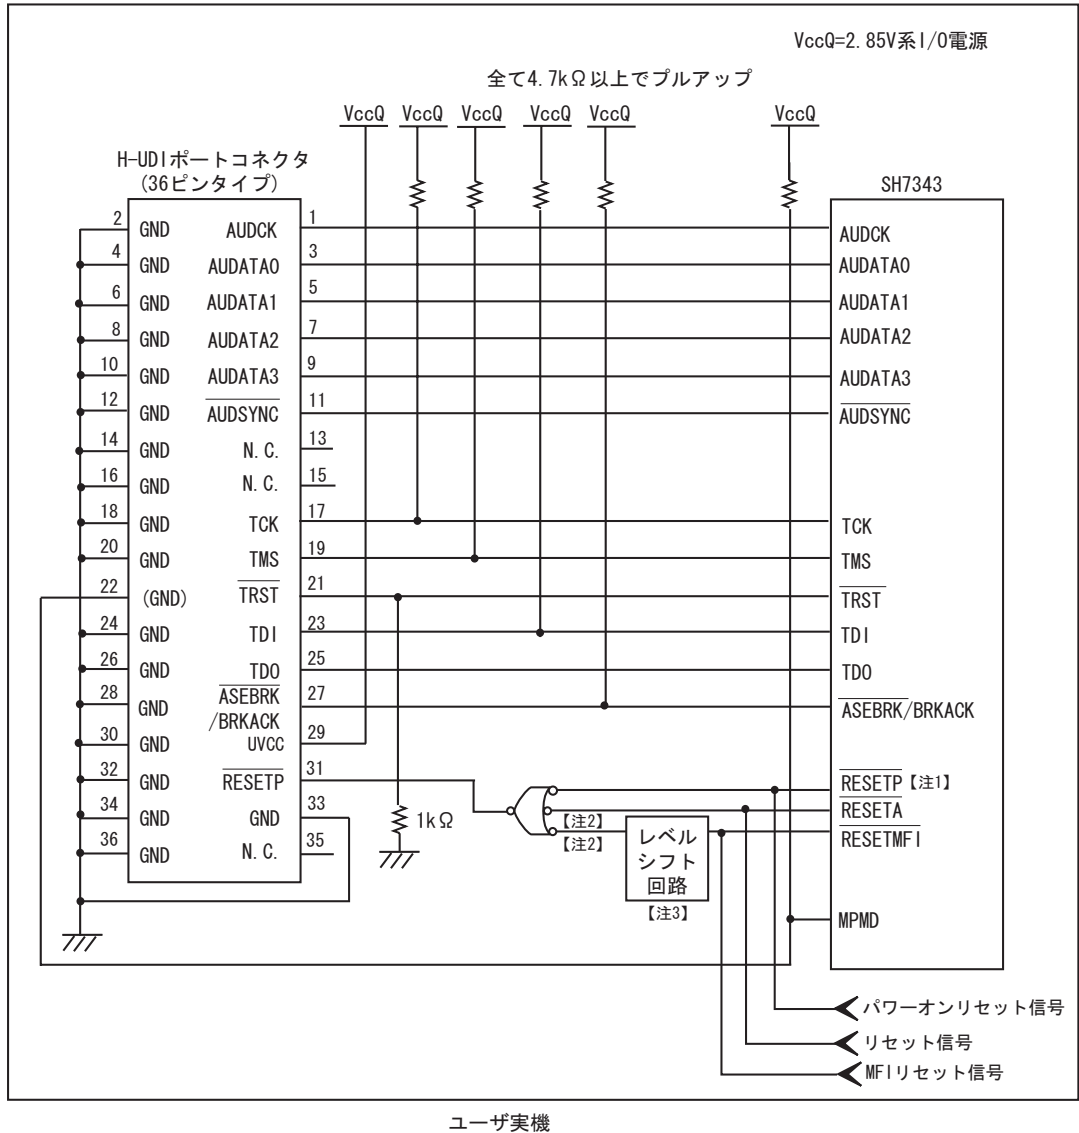 VccQ=2.85V系I/O電源
全て4.7kΩ以上でプルアップ
VccQ VccQ VccQ VccQ VccQ VccQ
H-UDIポートコネクタ
(36ピンタイプ)
SH7343
2 GND AUDCK 1 AUDCK
4 GND AUDATA0 3 AUDATA0
6 GND AUDATA1 5 AUDATA1
8 GND AUDATA2 7 AUDATA2
10 GND AUDATA3 9 AUDATA3
12 GND AUDSYNC 11 AUDSYNC
14 GND N.C. 13
16 GND N.C. 15
18 GND TCK 17 TCK
20 GND TMS 19 TMS
22 (GND) TRST 21 TRST
24 GND TDI 23 TDI
26 GND TDO 25 TDO
28 GND ASEBRK 27 ASEBRK/BRKACK
/BRKACK
30 GND UVCC 29
32 GND RESETP 31 RESETP【注1】
RESETA
34 GND GND 33 1kΩ 【注2】
RESETMFI
36 GND N.C. 35 【注2】
レベル
シフト
回路
【注3】
MPMD
パワーオンリセット信号
リセット信号
MFIリセット信号
ユーザ実機